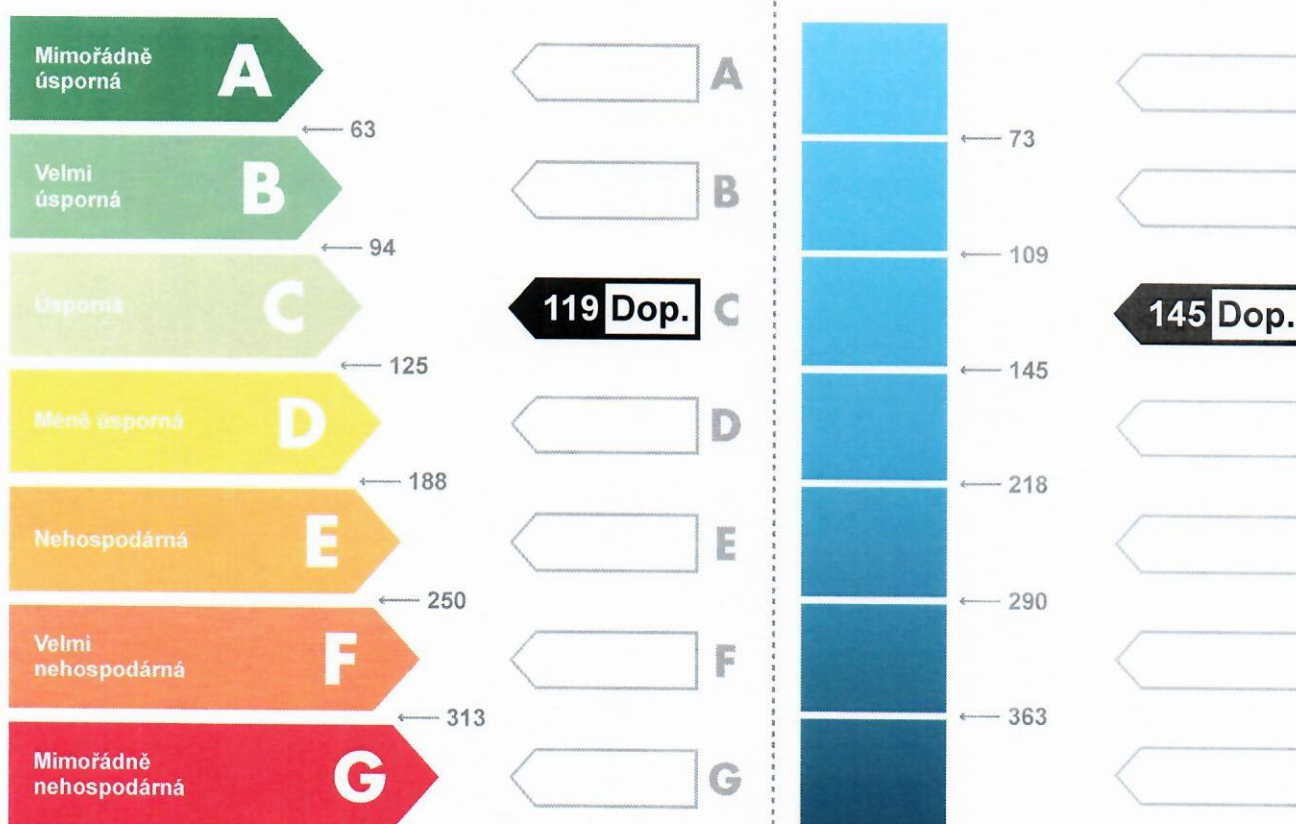 Mimořádně
úsporná
A
A
63
73
Velmi
úsporná
B
B
94
109
Úsporná
C
119 Dop.
C
145 Dop.
125
145
Méně úsporná
D
D
188
218
Nehospodárná
E
E
250
290
Velmi
nehospodárná
F
F
313
363
Mimořádně
nehospodárná
G
G